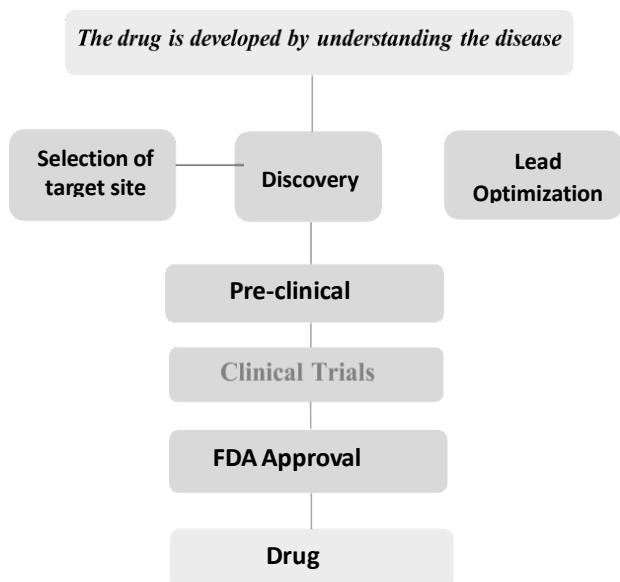 The drug is developed by understanding the disease
Selection of
target site
Discovery
Lead
Optimization
Pre-clinical
Clinical Trials
FDA Approval
Drug